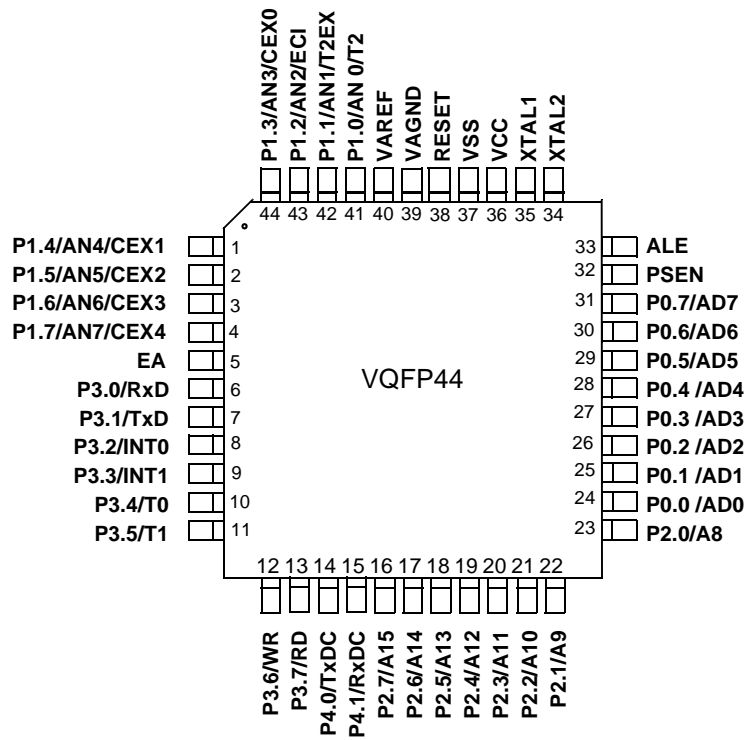 P1.3/AN3/CEX0
P1.2/AN2/ECI
P1.1/AN1/T2EX
P1.0/AN 0/T2
VAREF
VAGND
RESET
VSS
VCC
XTAL1
XTAL2
44 43 42 41 40 39 38 37 36 35 34
P1.4/AN4/CEX1 1
P1.5/AN5/CEX2 2
P1.6/AN6/CEX3 3
P1.7/AN7/CEX4 4
EA 5
P3.0/RxD 6
P3.1/TxD 7
P3.2/INT0 8
P3.3/INT1 9
P3.4/T0 10
P3.5/T1 11
VQFP44
33 ALE
32 PSEN
31 P0.7/AD7
30 P0.6/AD6
29 P0.5/AD5
28 P0.4 /AD4
27 P0.3 /AD3
26 P0.2 /AD2
25 P0.1 /AD1
24 P0.0 /AD0
23 P2.0/A8
12 13 14 15 16 17 18 19 20 21 22
P3.6/WR
P3.7/RD
P4.0/TxDC
P4.1/RxDC
P2.7/A15
P2.6/A14
P2.5/A13
P2.4/A12
P2.3/A11
P2.2/A10
P2.1/A9